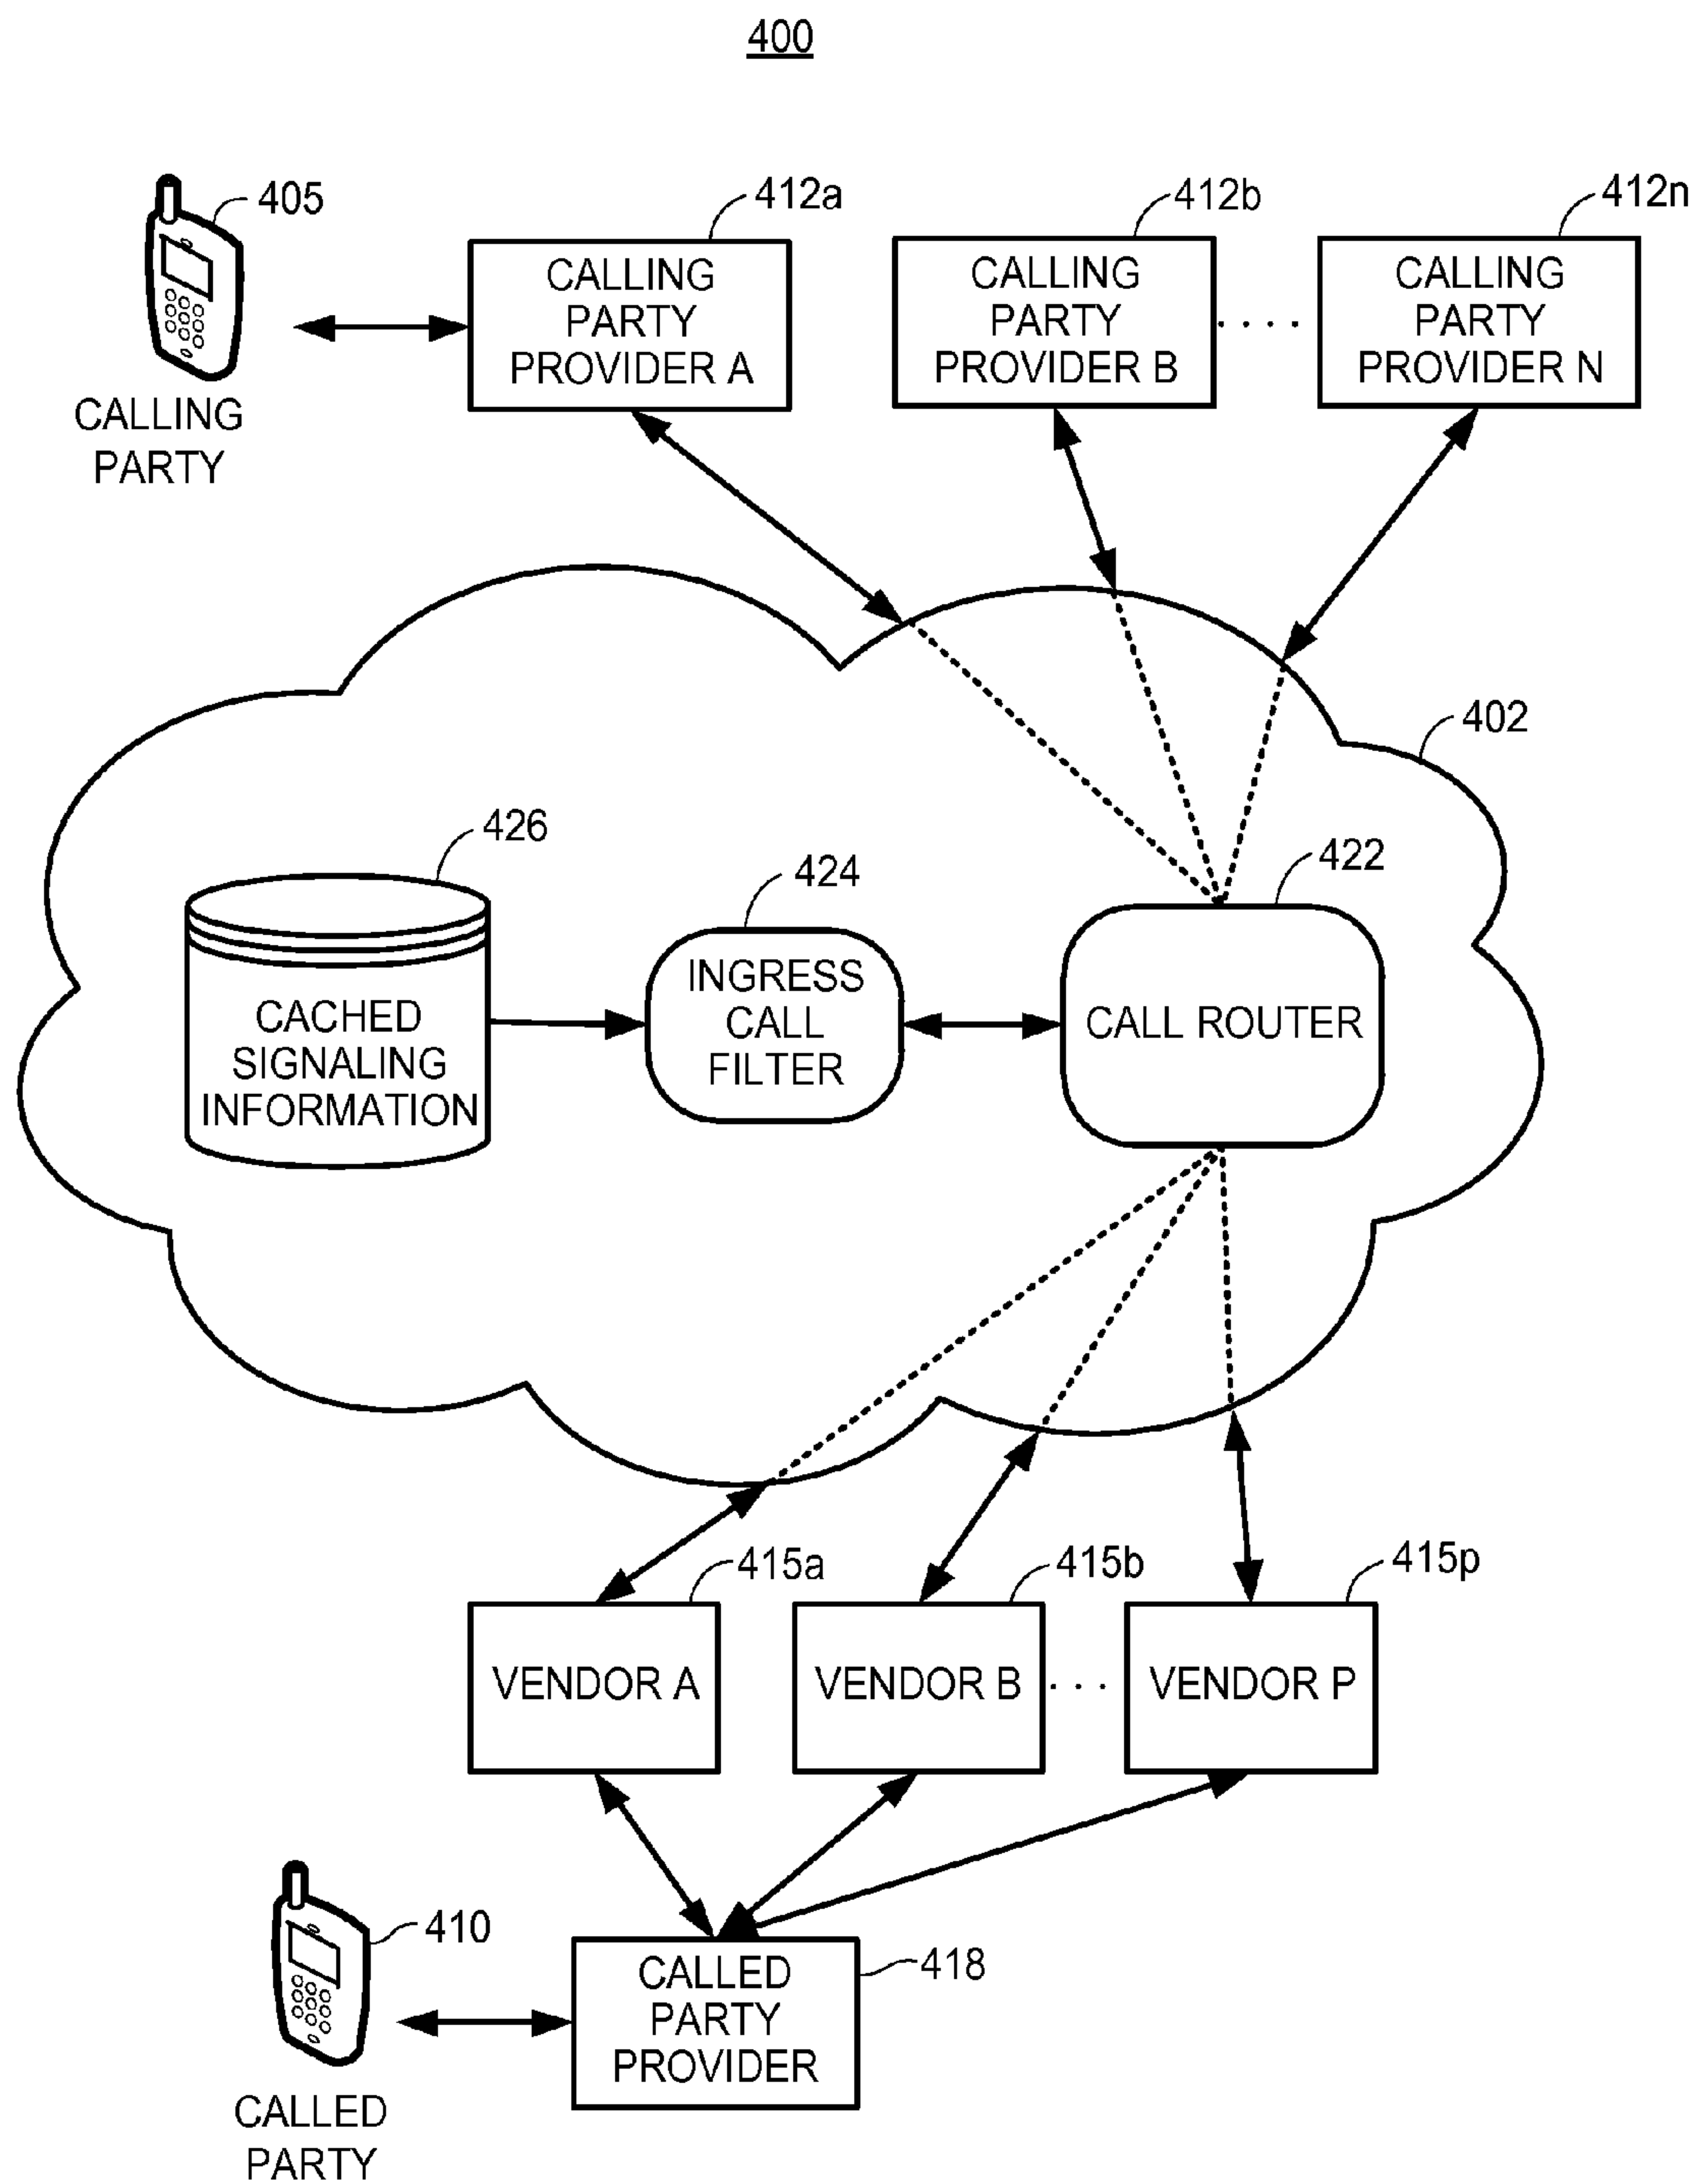 400
405
412a
412b
412n
CALLING
PARTY
PROVIDER A
CALLING
PARTY
PROVIDER B
. . . .
CALLING
PARTY
PROVIDER N
CALLING
PARTY
402
426
424
422
CACHED
SIGNALING
INFORMATION
INGRESS
CALL
FILTER
CALL ROUTER
415a
415b
415p
VENDOR A
VENDOR B
. . .
VENDOR P
410
418
CALLED
PARTY
PROVIDER
CALLED
PARTY